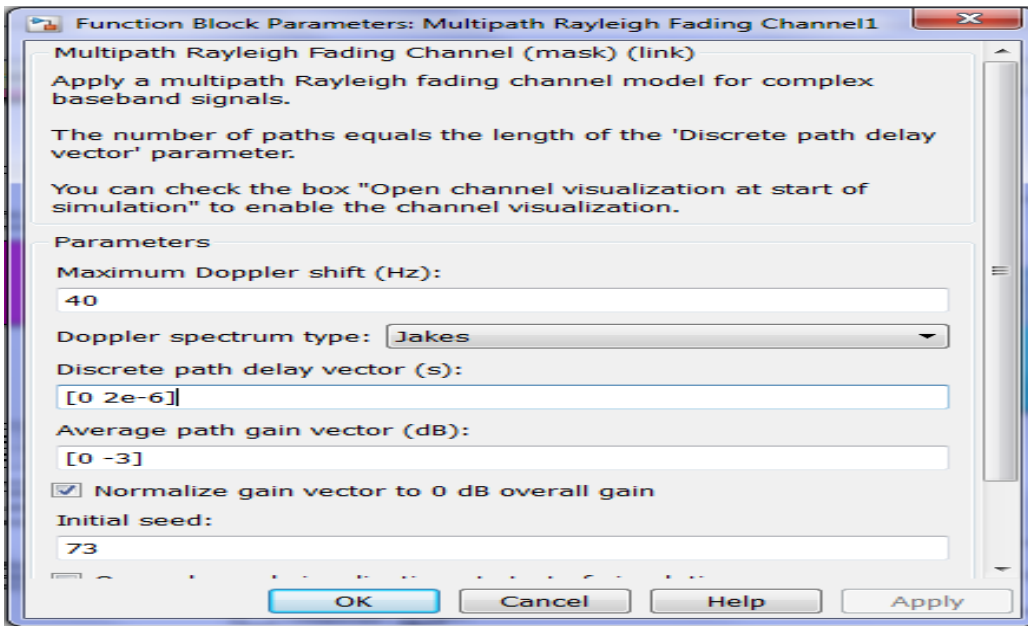 Function Block Parameters: Multipath Rayleigh Fading Channel1
Multipath Rayleigh Fading Channel (mask) (link)
Apply a multipath Rayleigh fading channel model for complex
baseband signals.
The number of paths equals the length of the 'Discrete path delay
vector' parameter.
You can check the box "Open channel visualization at start of
simulation" to enable the channel visualization.
Parameters
Maximum Doppler shift (Hz):
40
Doppler spectrum type: Jakes
Discrete path delay vector (s):
[0 2e-6]
Average path gain vector (dB):
[0 -3]
Normalize gain vector to 0 dB overall gain
Initial seed:
73
OK Cancel Help Apply